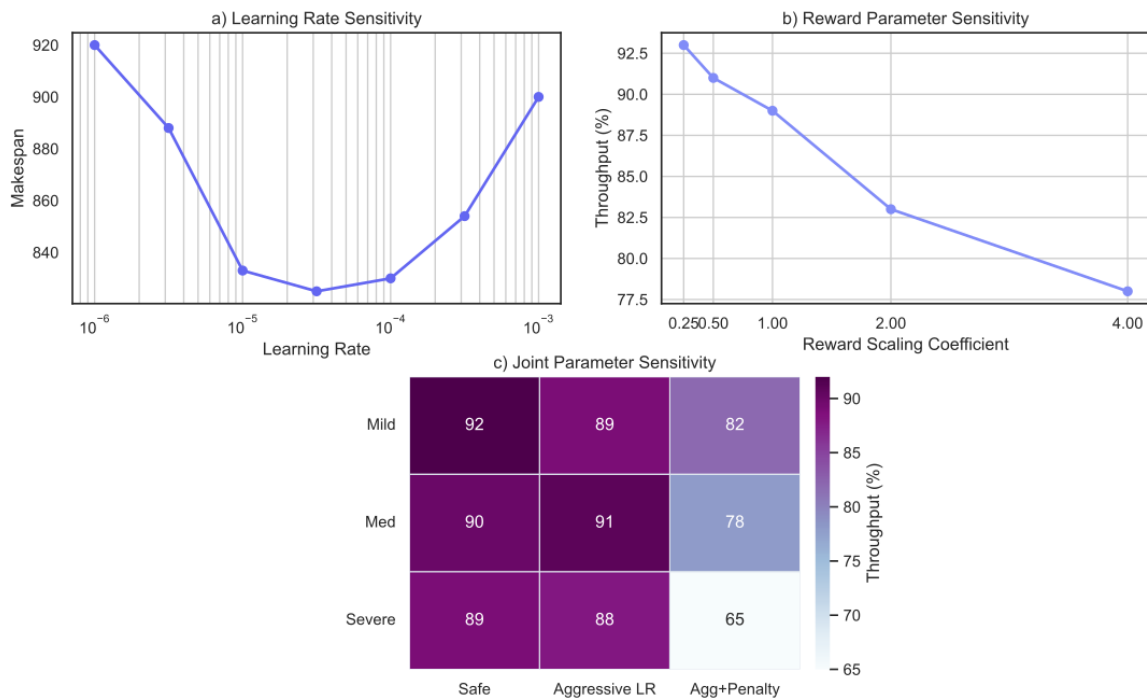 a) Learning Rate Sensitivity
920
900
880
860
840
Makespan
10⁻⁶
10⁻⁵
10⁻⁴
10⁻³
Learning Rate
b) Reward Parameter Sensitivity
92.5
90.0
87.5
85.0
82.5
80.0
77.5
Throughput (%)
0.25
0.50
1.00
2.00
4.00
Reward Scaling Coefficient
c) Joint Parameter Sensitivity
Mild 92 89 82
Med 90 91 78
Severe 89 88 65
Safe Aggressive LR Agg+Penalty
90
85
80
75
70
65
Throughput (%)